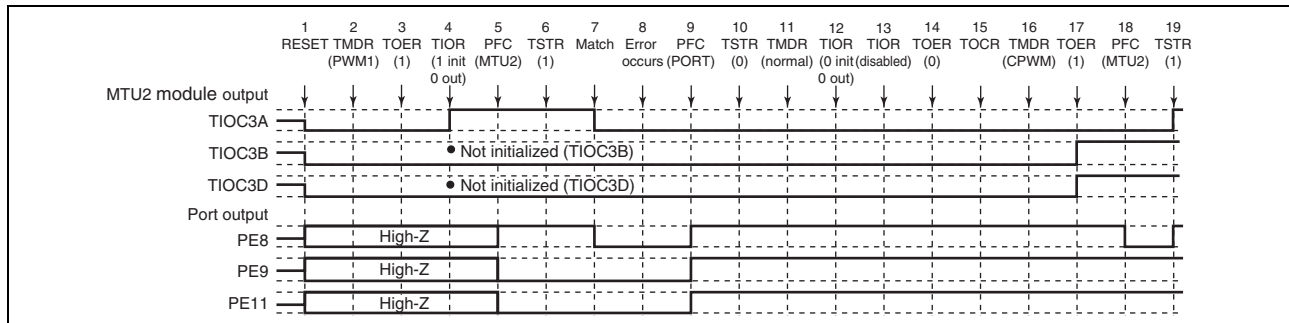 1 2 3 4 5 6 7 8 9 10 11 12 13 14 15 16 17 18 19
RESET TMDR TOER TIOR PFC TSTR Match Error PFC TSTR TMDR TIOR TIOR TOER TOCR TMDR TOER PFC TSTR
(PWM1) (1) (1 init (MTU2) (1) occurs (PORT) (0) (normal) (0 init (disabled) (0) (CPWM) (1) (MTU2) (1)
0 out) 0 out)
MTU2 module output
TIOC3A
TIOC3B • Not initialized (TIOC3B)
TIOC3D • Not initialized (TIOC3D)
Port output
PE8 High-Z
PE9 High-Z
PE11 High-Z